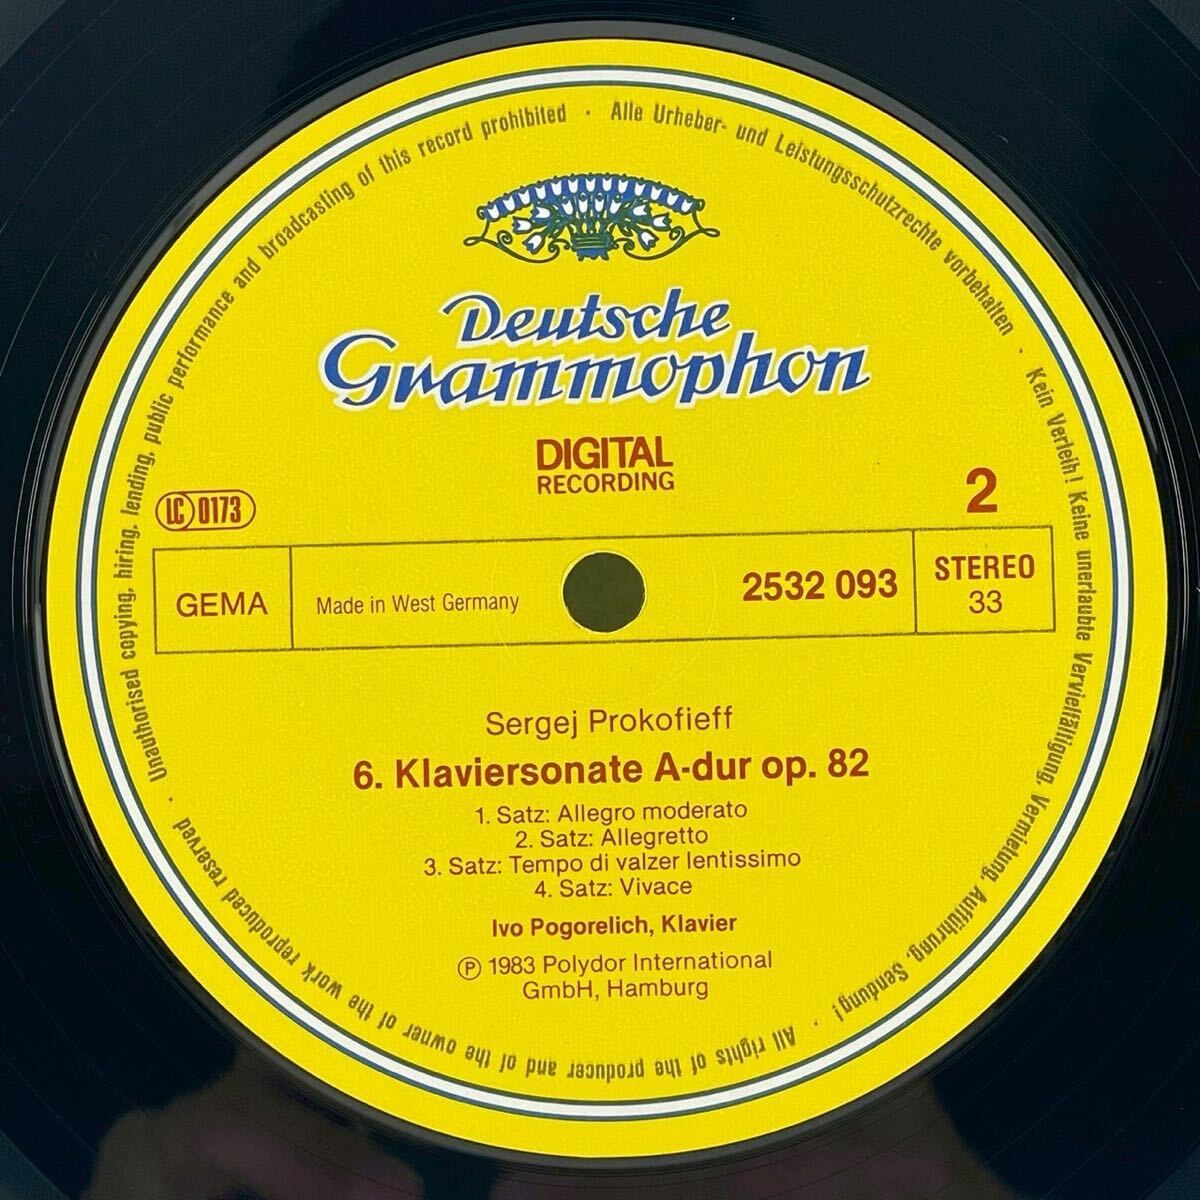 Alle Urheber- und Leistungsschutzrechte vorbehalten · Kein Verleih! Keine unerlaubte Vervielfältigung, Vermietung, Aufführung, Sendung! ·
All rights of the producer and of the owner of the work reproduced reserved · Unauthorised copying, hiring, lending, public performance and broadcasting of this record prohibited ·
Deutsche
Grammophon
DIGITAL
RECORDING
LC 0173
2
GEMA
Made in West Germany
2532 093
STEREO
33
Sergej Prokofieff
6. Klaviersonate A-dur op. 82
1. Satz: Allegro moderato
2. Satz: Allegretto
3. Satz: Tempo di valzer lentissimo
4. Satz: Vivace
Ivo Pogorelich, Klavier
℗ 1983 Polydor International
GmbH, Hamburg